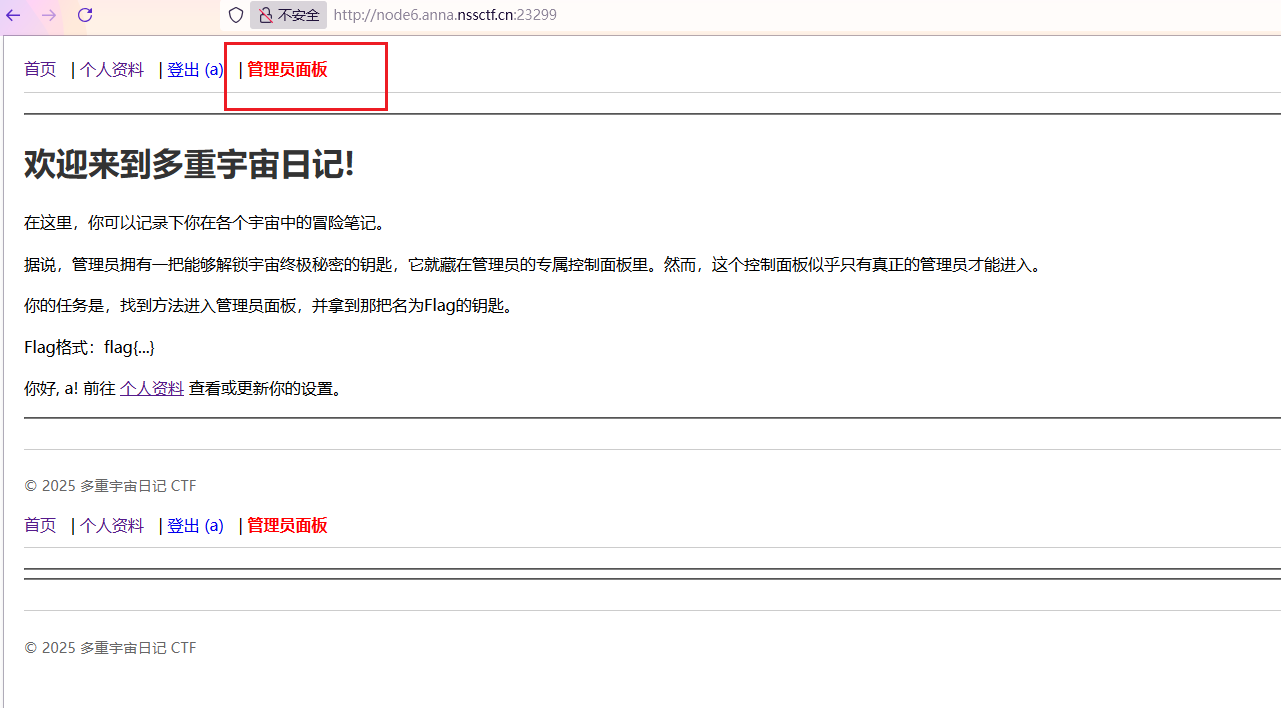 不安全 http://node6.anna.nssctf.cn:23299
首页 | 个人资料 | 登出 (a) | 管理员面板
欢迎来到多重宇宙日记!
在这里，你可以记录下你在各个宇宙中的冒险笔记。
据说，管理员拥有一把能够解锁宇宙终极秘密的钥匙，它就藏在管理员的专属控制面板里。然而，这个控制面板似乎只有真正的管理员才能进入。
你的任务是，找到方法进入管理员面板，并拿到那把名为Flag的钥匙。
Flag格式：flag{...}
你好, a! 前往 个人资料 查看或更新你的设置。
© 2025 多重宇宙日记 CTF
首页 | 个人资料 | 登出 (a) | 管理员面板
© 2025 多重宇宙日记 CTF